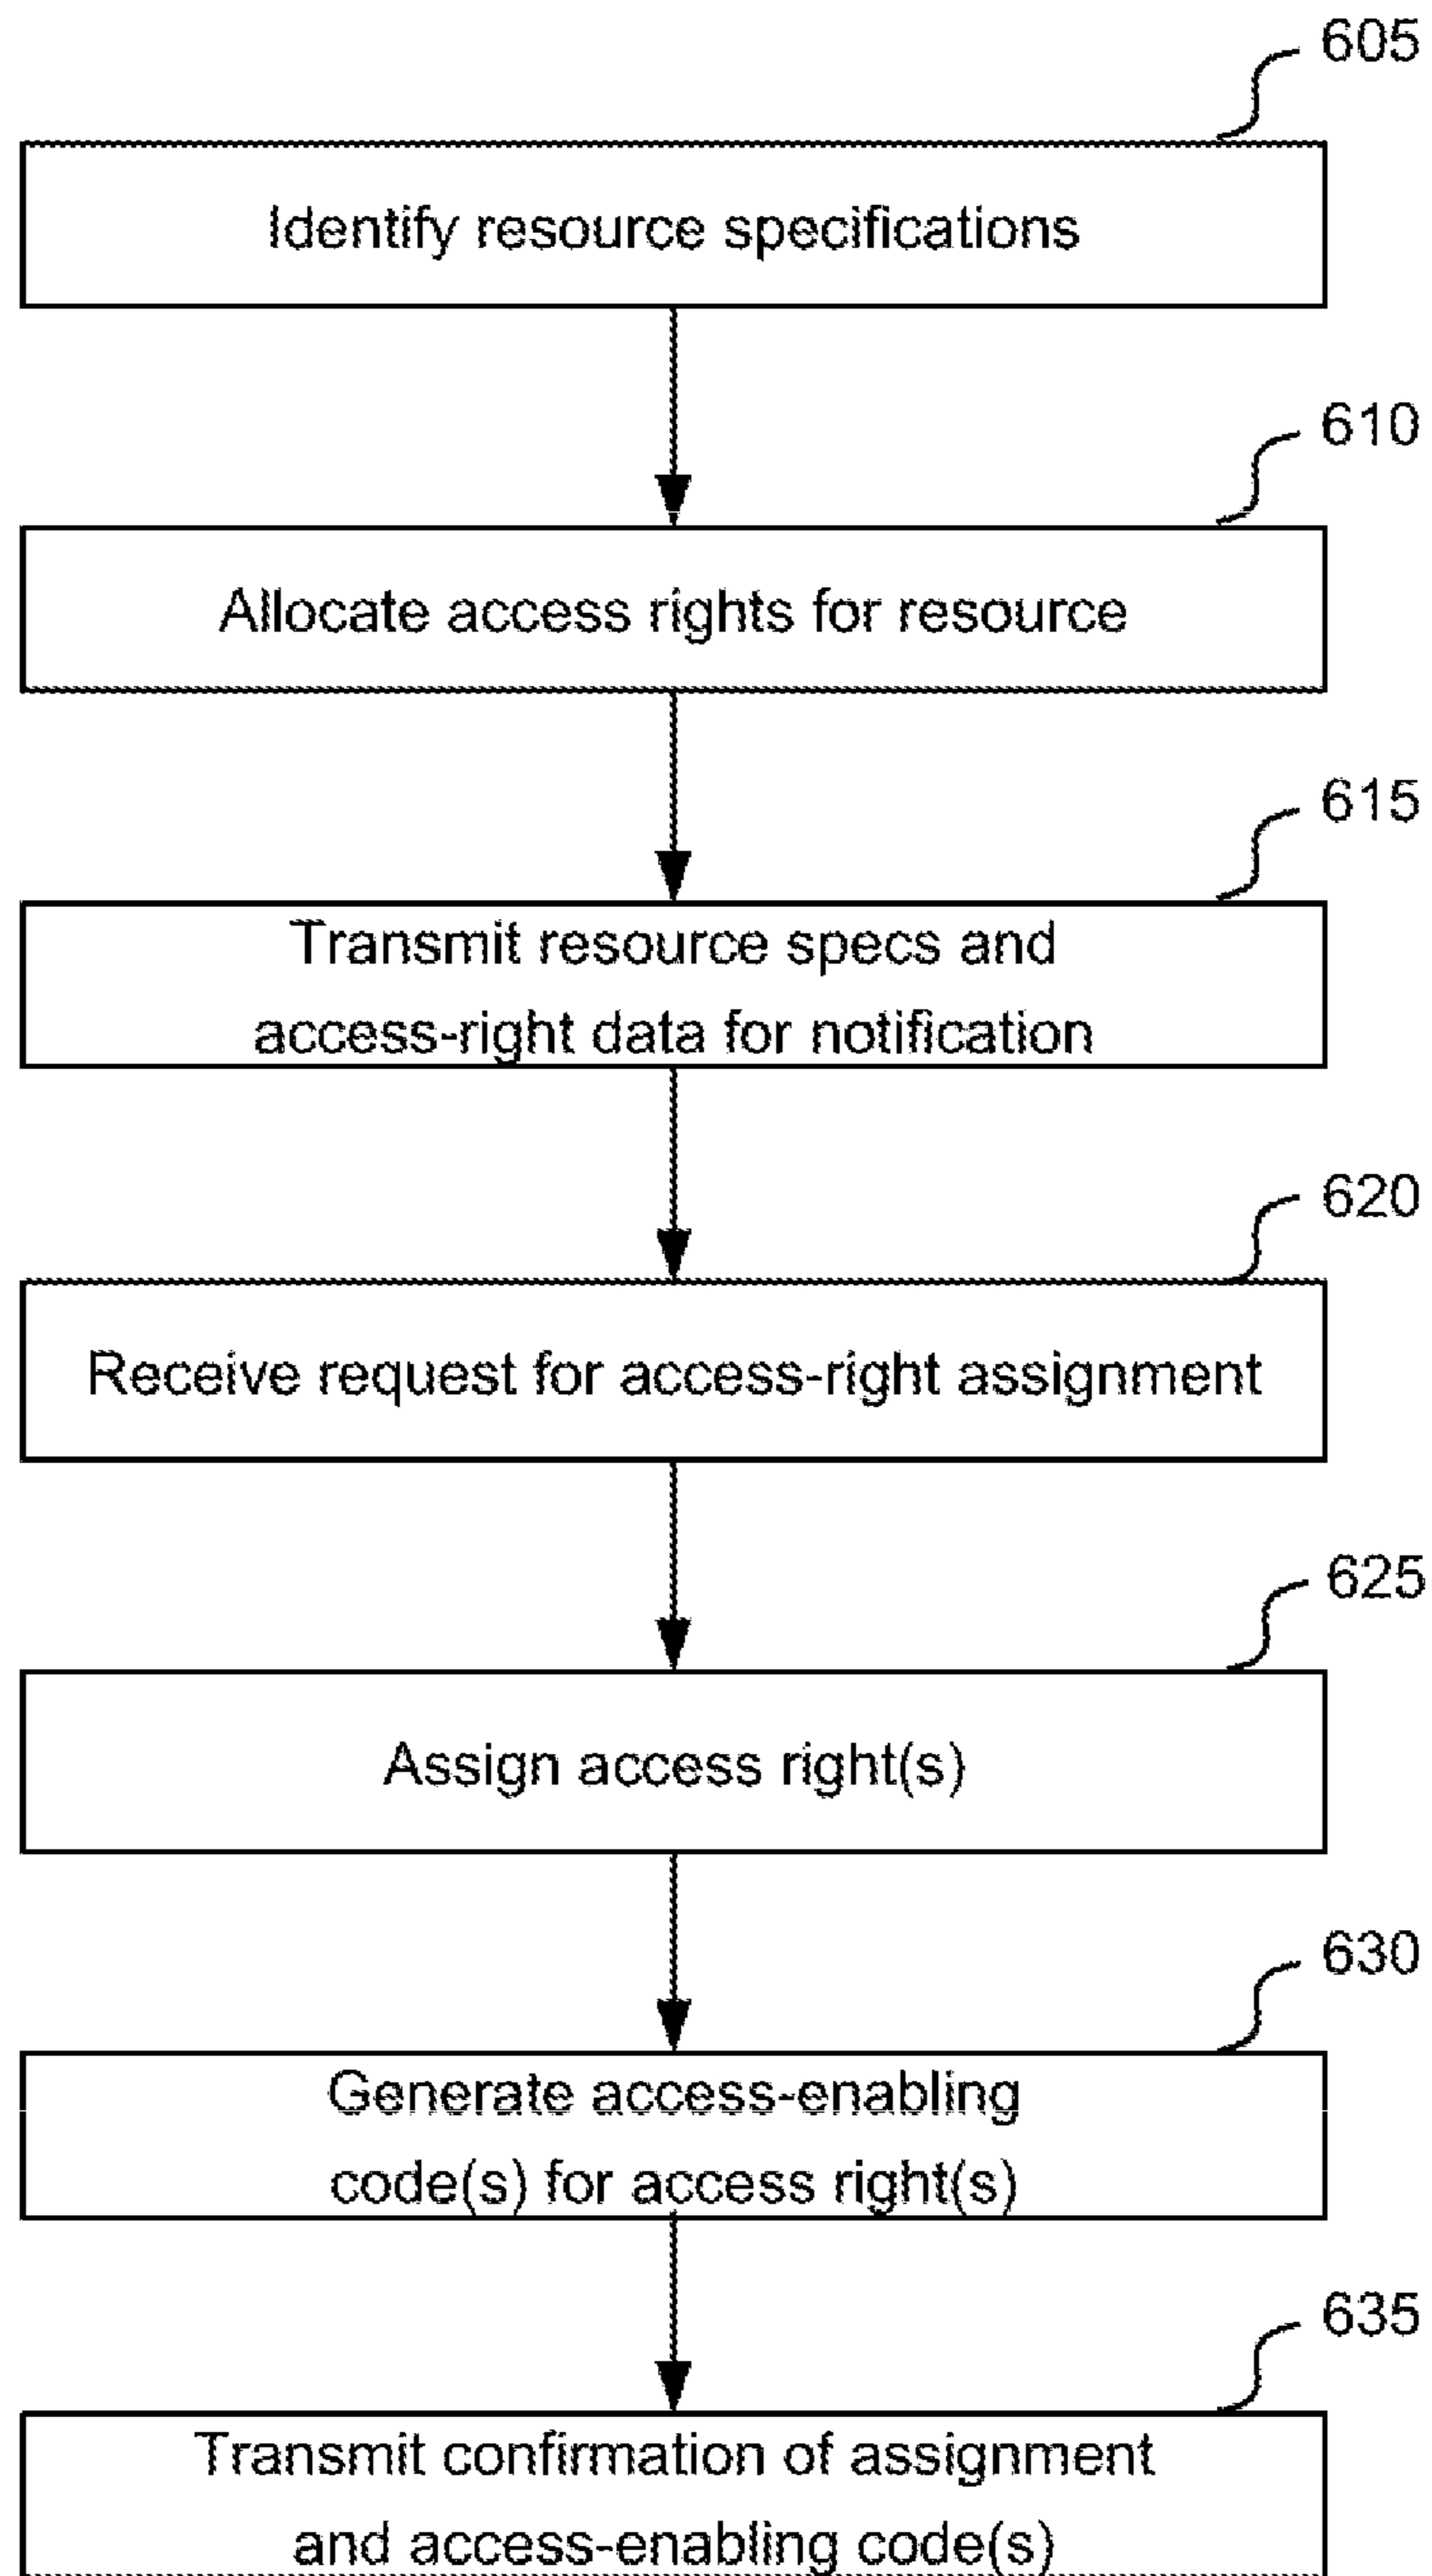 605
Identify resource specifications
610
Allocate access rights for resource
615
Transmit resource specs and
access-right data for notification
620
Receive request for access-right assignment
625
Assign access right(s)
630
Generate access-enabling
code(s) for access right(s)
635
Transmit confirmation of assignment
and access-enabling code(s)